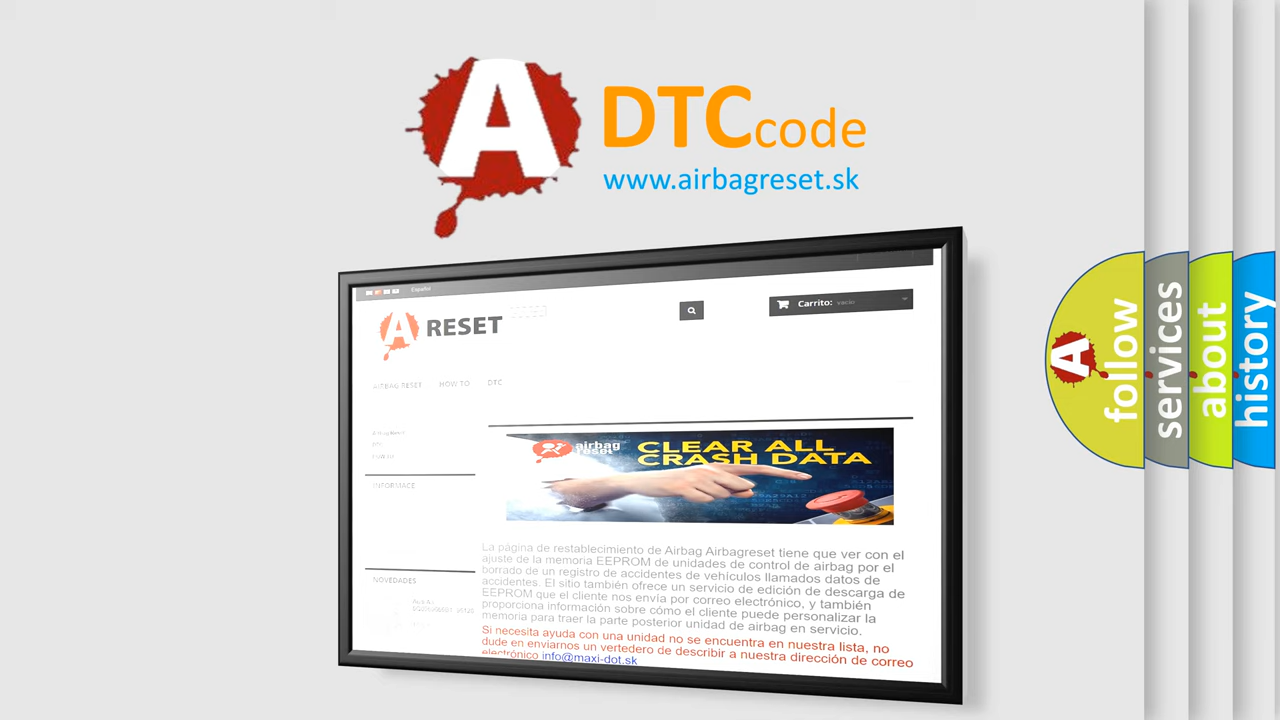 A
DTC code
www.airbagreset.sk
Español
A RESET
Carrito: vacío
AIRBAG RESET HOW TO DTC
Airbag Reset
INFORMACE
airbag
reset
CLEAR ALL
CRASH DATA
La página de restablecimiento de Airbag Airbagreset tiene que ver con el
ajuste de la memoria EEPROM de unidades de control de airbag por el
borrado de un registro de accidentes de vehículos llamados datos de
accidentes. El sitio también ofrece un servicio de edición de descarga de
EEPROM que el cliente nos envía por correo electrónico, y también
proporciona información sobre cómo el cliente puede personalizar la
memoria para traer la parte posterior unidad de airbag en servicio.
Si necesita ayuda con una unidad no se encuentra en nuestra lista, no
dude en enviarnos un vertedero de describir a nuestra dirección de correo
electrónico info@maxi-dot.sk
NOVEDADES
A
follow
services
about
history